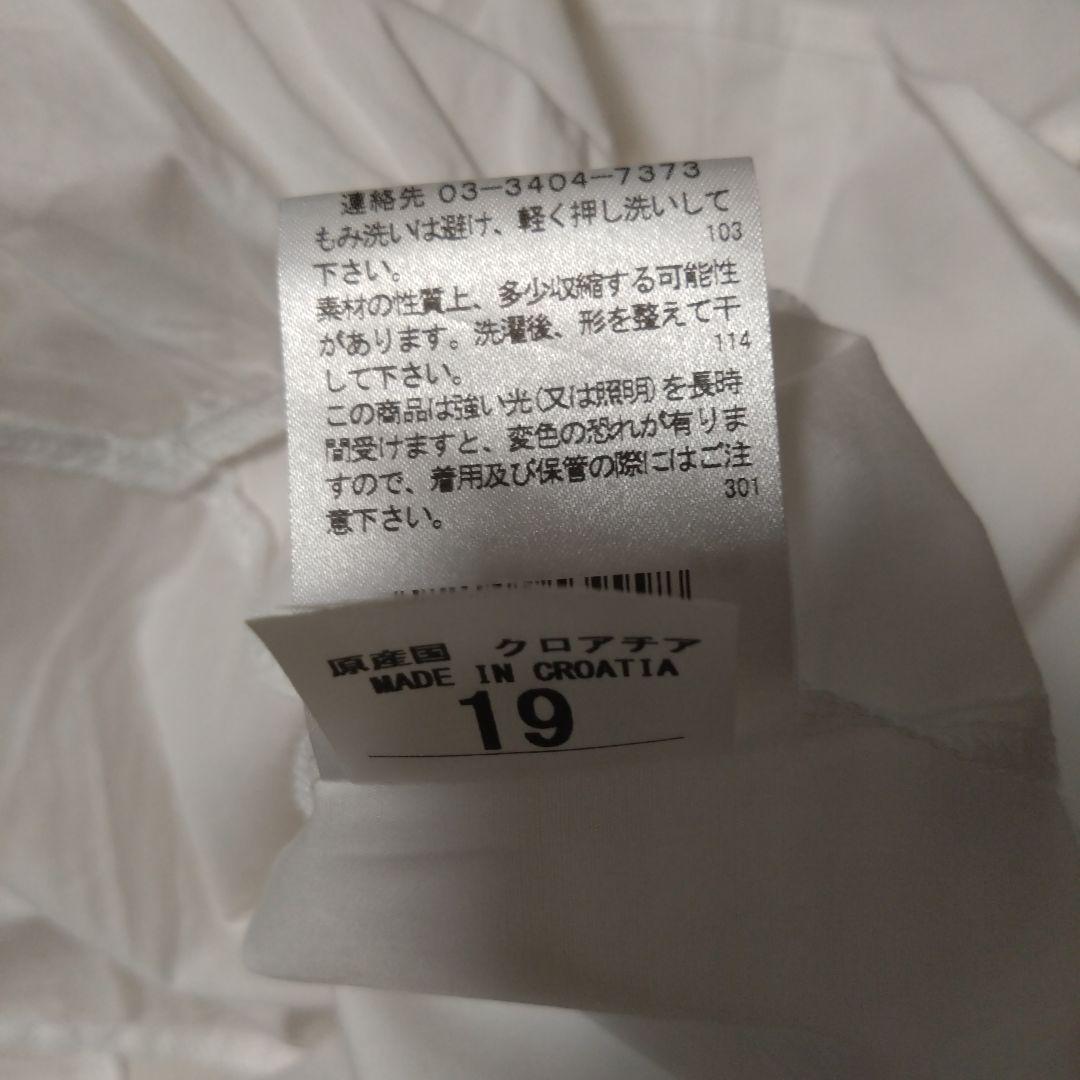 連絡先 03-3404-7373
もみ洗いは避け、軽く押し洗いして
下さい。
103
素材の性質上、多少収縮する可能性
があります。洗濯後、形を整えて干
して下さい。
114
この商品は強い光(又は照明)を長時
間受けますと、変色の恐れが有りま
すので、着用及び保管の際にはご注
意下さい。
301
原産国 クロアチア
MADE IN CROATIA
19